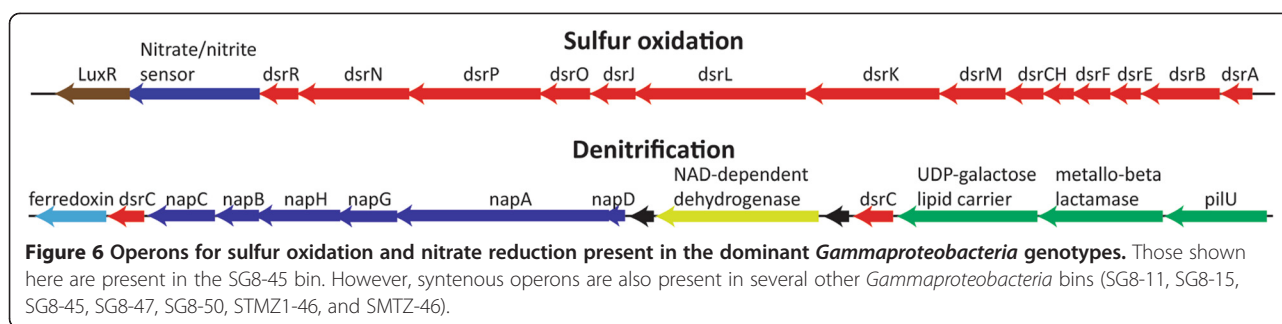 Sulfur oxidation
Nitrate/nitrite
LuxR sensor dsrR dsrN dsrP dsrO dsrJ dsrL dsrK dsrM dsrCH dsrF dsrE dsrB dsrA
Denitrification
NAD-dependent UDP-galactose metallo-beta
ferredoxin dsrC napC napB napH napG napA napD dehydrogenase dsrC lipid carrier lactamase pilU
Figure 6 Operons for sulfur oxidation and nitrate reduction present in the dominant Gammaproteobacteria genotypes. Those shown
here are present in the SG8-45 bin. However, syntenous operons are also present in several other Gammaproteobacteria bins (SG8-11, SG8-15,
SG8-45, SG8-47, SG8-50, STMZ1-46, and SMTZ-46).